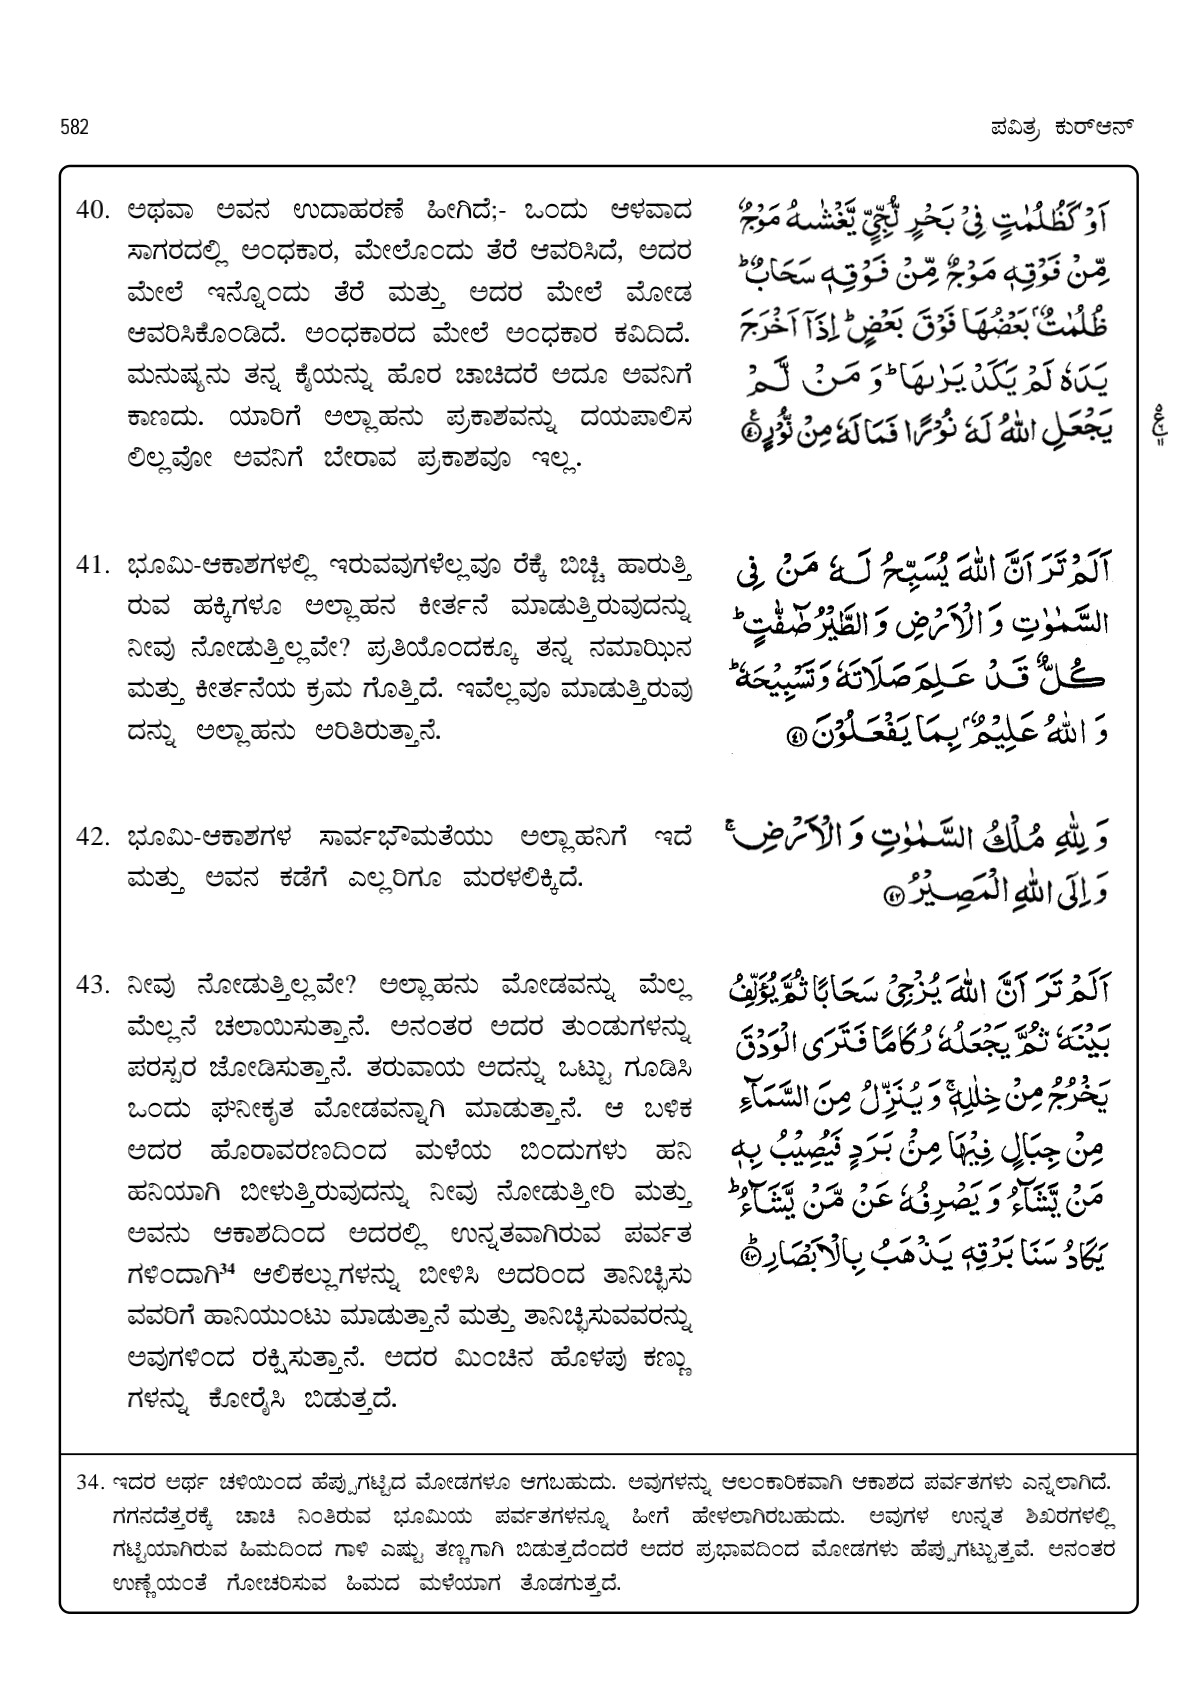 582
ಪವಿತ್ರ ಕುರ್‌ಆನ್
40. ಅಥವಾ ಅವನ ಉದಾಹರಣೆ ಹೀಗಿದೆ;- ಒಂದು ಆಳವಾದ
ಸಾಗರದಲ್ಲಿ ಅಂಧಕಾರ, ಮೇಲೊಂದು ತೆರೆ ಆವರಿಸಿದೆ, ಅದರ
ಮೇಲೆ ಇನ್ನೊಂದು ತೆರೆ ಮತ್ತು ಅದರ ಮೇಲೆ ಮೋಡ
ಆವರಿಸಿಕೊಂಡಿದೆ. ಅಂಧಕಾರದ ಮೇಲೆ ಅಂಧಕಾರ ಕವಿದಿದೆ.
ಮನುಷ್ಯನು ತನ್ನ ಕೈಯನ್ನು ಹೊರ ಚಾಚಿದರೆ ಅದೂ ಅವನಿಗೆ
ಕಾಣದು. ಯಾರಿಗೆ ಅಲ್ಲಾಹನು ಪ್ರಕಾಶವನ್ನು ದಯಪಾಲಿಸ
ಲಿಲ್ಲವೋ ಅವನಿಗೆ ಬೇರಾವ ಪ್ರಕಾಶವೂ ಇಲ್ಲ.
اَوْ كَظُلُمٰتٍ فِيْ بَحْرٍ لُّجِّيٍّ يَّغْشٰىهُ مَوْجٌ
مِّنْ فَوْقِهٖ مَوْجٌ مِّنْ فَوْقِهٖ سَحَابٌ ؕ
ظُلُمٰتٌۢ بَعْضُهَا فَوْقَ بَعْضٍ ؕ اِذَاۤ اَخْرَجَ
يَدَهٗ لَمْ يَكَدْ يَرٰىهَا ؕ وَ مَنْ لَّمْ
يَجْعَلِ اللّٰهُ لَهٗ نُوْرًا فَمَا لَهٗ مِنْ نُّوْرٍ ۚ۝۴۰
41. ಭೂಮಿ-ಆಕಾಶಗಳಲ್ಲಿ ಇರುವವುಗಳೆಲ್ಲವೂ ರೆಕ್ಕೆ ಬಿಚ್ಚಿ ಹಾರುತ್ತಿ
ರುವ ಹಕ್ಕಿಗಳೂ ಅಲ್ಲಾಹನ ಕೀರ್ತನೆ ಮಾಡುತ್ತಿರುವುದನ್ನು
ನೀವು ನೋಡುತ್ತಿಲ್ಲವೇ? ಪ್ರತಿಯೊಂದಕ್ಕೂ ತನ್ನ ನಮಾಝಿನ
ಮತ್ತು ಕೀರ್ತನೆಯ ಕ್ರಮ ಗೊತ್ತಿದೆ. ಇವೆಲ್ಲವೂ ಮಾಡುತ್ತಿರುವು
ದನ್ನು ಅಲ್ಲಾಹನು ಅರಿತಿರುತ್ತಾನೆ.
اَلَمْ تَرَ اَنَّ اللّٰهَ يُسَبِّحُ لَهٗ مَنْ فِي
السَّمٰوٰتِ وَ الْاَرْضِ وَ الطَّيْرُ صٰٓفّٰتٍ ؕ
كُلٌّ قَدْ عَلِمَ صَلَاتَهٗ وَ تَسْبِيْحَهٗ ؕ
وَ اللّٰهُ عَلِيْمٌۢ بِمَا يَفْعَلُوْنَ ۝۴۱
42. ಭೂಮಿ-ಆಕಾಶಗಳ ಸಾರ್ವಭೌಮತೆಯು ಅಲ್ಲಾಹನಿಗೆ ಇದೆ
ಮತ್ತು ಅವನ ಕಡೆಗೆ ಎಲ್ಲರಿಗೂ ಮರಳಲಿಕ್ಕಿದೆ.
وَ لِلّٰهِ مُلْكُ السَّمٰوٰتِ وَ الْاَرْضِ ۚ
وَ اِلَى اللّٰهِ الْمَصِيْرُ ۝۴۲
43. ನೀವು ನೋಡುತ್ತಿಲ್ಲವೇ? ಅಲ್ಲಾಹನು ಮೋಡವನ್ನು ಮೆಲ್ಲ
ಮೆಲ್ಲನೆ ಚಲಾಯಿಸುತ್ತಾನೆ. ಅನಂತರ ಅದರ ತುಂಡುಗಳನ್ನು
ಪರಸ್ಪರ ಜೋಡಿಸುತ್ತಾನೆ. ತರುವಾಯ ಅದನ್ನು ಒಟ್ಟು ಗೂಡಿಸಿ
ಒಂದು ಘನೀಕೃತ ಮೋಡವನ್ನಾಗಿ ಮಾಡುತ್ತಾನೆ. ಆ ಬಳಿಕ
ಅದರ ಹೊರಾವರಣದಿಂದ ಮಳೆಯ ಬಿಂದುಗಳು ಹನಿ
ಹನಿಯಾಗಿ ಬೀಳುತ್ತಿರುವುದನ್ನು ನೀವು ನೋಡುತ್ತೀರಿ ಮತ್ತು
ಅವನು ಆಕಾಶದಿಂದ ಅದರಲ್ಲಿ ಉನ್ನತವಾಗಿರುವ ಪರ್ವತ
ಗಳಿಂದಾಗಿ³⁴ ಆಲಿಕಲ್ಲುಗಳನ್ನು ಬೀಳಿಸಿ ಅದರಿಂದ ತಾನಿಚ್ಛಿಸು
ವವರಿಗೆ ಹಾನಿಯುಂಟು ಮಾಡುತ್ತಾನೆ ಮತ್ತು ತಾನಿಚ್ಛಿಸುವವರನ್ನು
ಅವುಗಳಿಂದ ರಕ್ಷಿಸುತ್ತಾನೆ. ಅದರ ಮಿಂಚಿನ ಹೊಳಪು ಕಣ್ಣು
ಗಳನ್ನು ಕೋರೈಸಿ ಬಿಡುತ್ತದೆ.
اَلَمْ تَرَ اَنَّ اللّٰهَ يُزْجِيْ سَحَابًا ثُمَّ يُؤَلِّفُ
بَيْنَهٗ ثُمَّ يَجْعَلُهٗ رُكَامًا فَتَرَى الْوَدْقَ
يَخْرُجُ مِنْ خِلٰلِهٖ ۚ وَ يُنَزِّلُ مِنَ السَّمَآءِ
مِنْ جِبَالٍ فِيْهَا مِنْۢ بَرَدٍ فَيُصِيْبُ بِهٖ
مَنْ يَّشَآءُ وَ يَصْرِفُهٗ عَنْ مَّنْ يَّشَآءُ ؕ
يَكَادُ سَنَا بَرْقِهٖ يَذْهَبُ بِالْاَبْصَارِ ؕ۝۴۳
34. ಇದರ ಅರ್ಥ ಚಳಿಯಿಂದ ಹೆಪ್ಪುಗಟ್ಟಿದ ಮೋಡಗಳೂ ಆಗಬಹುದು. ಅವುಗಳನ್ನು ಆಲಂಕಾರಿಕವಾಗಿ ಆಕಾಶದ ಪರ್ವತಗಳು ಎನ್ನಲಾಗಿದೆ.
ಗಗನದೆತ್ತರಕ್ಕೆ ಚಾಚಿ ನಿಂತಿರುವ ಭೂಮಿಯ ಪರ್ವತಗಳನ್ನೂ ಹೀಗೆ ಹೇಳಲಾಗಿರಬಹುದು. ಅವುಗಳ ಉನ್ನತ ಶಿಖರಗಳಲ್ಲಿ
ಗಟ್ಟಿಯಾಗಿರುವ ಹಿಮದಿಂದ ಗಾಳಿ ಎಷ್ಟು ತಣ್ಣಗಾಗಿ ಬಿಡುತ್ತದೆಂದರೆ ಅದರ ಪ್ರಭಾವದಿಂದ ಮೋಡಗಳು ಹೆಪ್ಪುಗಟ್ಟುತ್ತವೆ. ಅನಂತರ
ಉಣ್ಣೆಯಂತೆ ಗೋಚರಿಸುವ ಹಿಮದ ಮಳೆಯಾಗ ತೊಡಗುತ್ತದೆ.